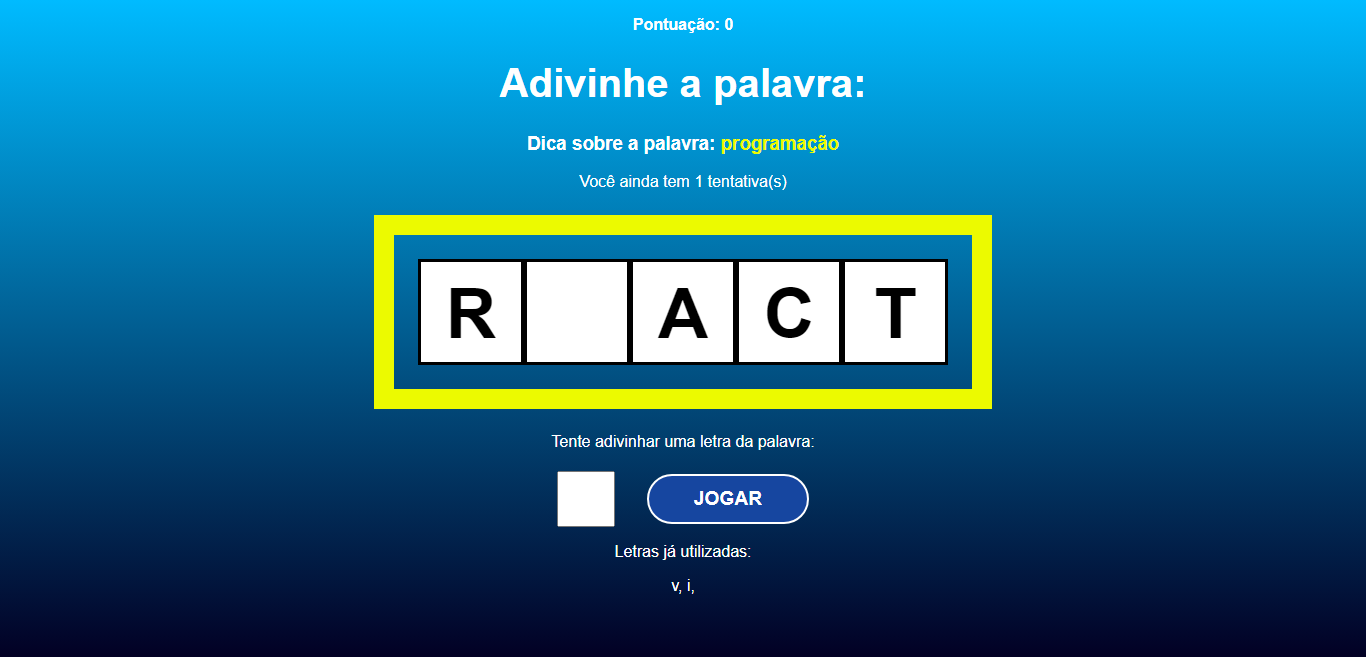 Pontuação: 0
Adivinhe a palavra:
Dica sobre a palavra: programação
Você ainda tem 1 tentativa(s)
R A C T
Tente adivinhar uma letra da palavra:
JOGAR
Letras já utilizadas:
v, i,